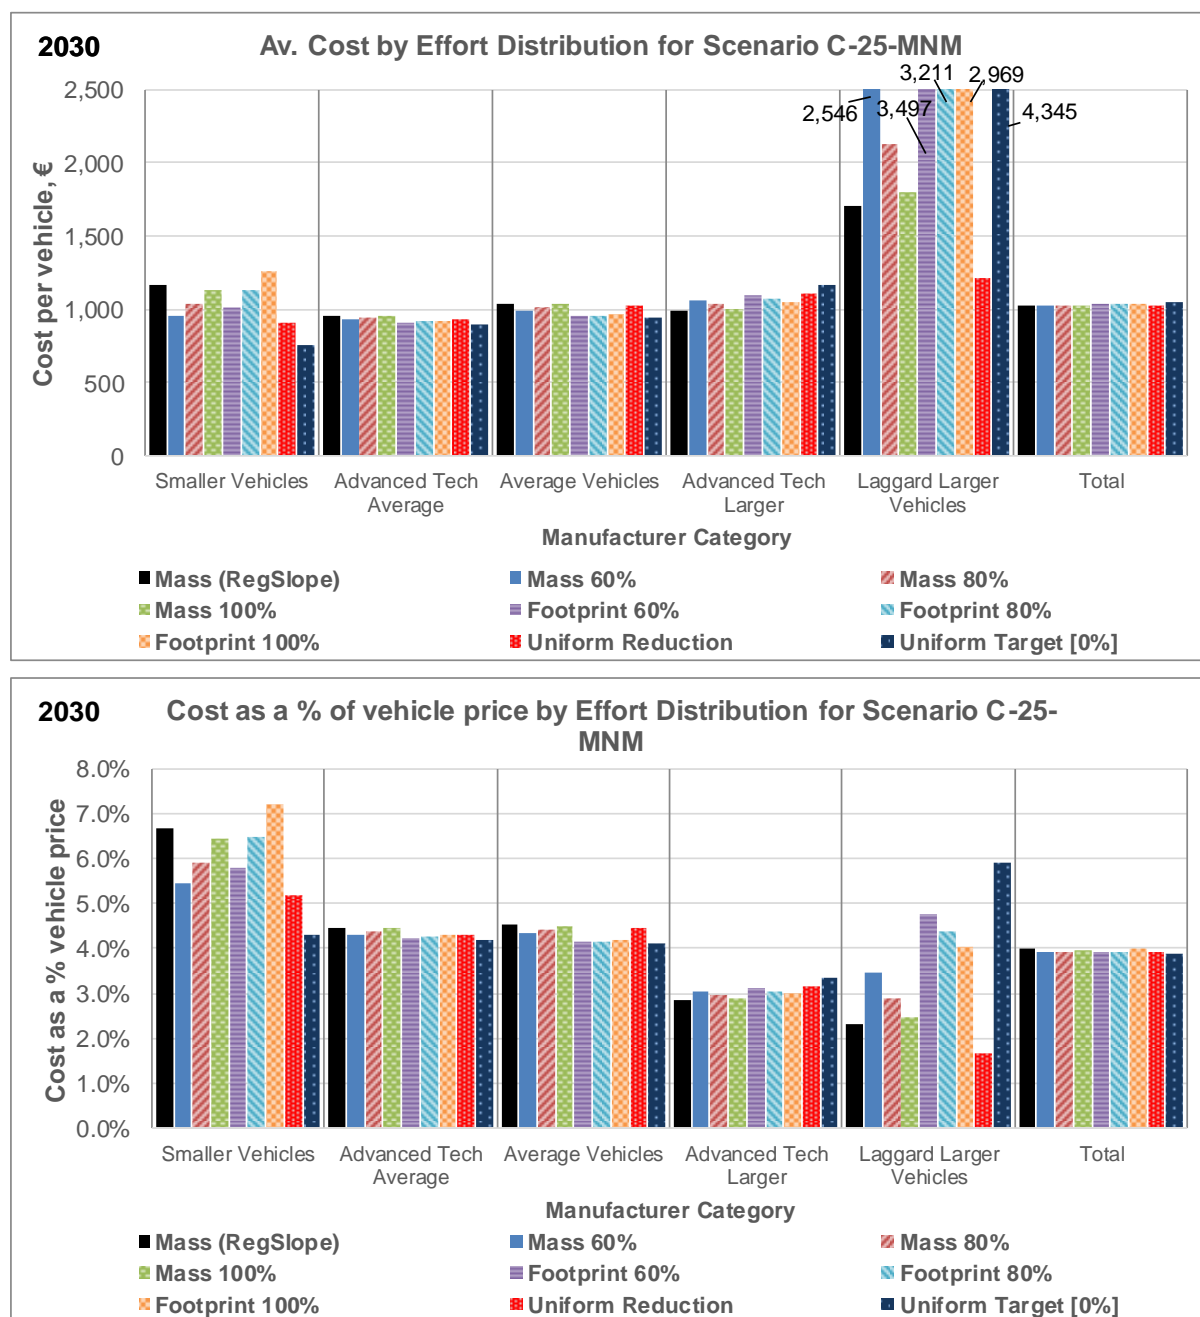 2030
Av. Cost by Effort Distribution for Scenario C-25-MNM
3,211
2,969
2,546
3,497
4,345
Cost per vehicle, €
2,500
2,000
1,500
1,000
500
0
Smaller Vehicles
Advanced Tech Average
Average Vehicles
Advanced Tech Larger
Laggard Larger Vehicles
Total
Manufacturer Category
Mass (RegSlope)
Mass 60%
Mass 80%
Mass 100%
Footprint 60%
Footprint 80%
Footprint 100%
Uniform Reduction
Uniform Target [0%]
2030
Cost as a % of vehicle price by Effort Distribution for Scenario C-25-
MNM
Cost as a % vehicle price
8.0%
7.0%
6.0%
5.0%
4.0%
3.0%
2.0%
1.0%
0.0%
Smaller Vehicles
Advanced Tech Average
Average Vehicles
Advanced Tech Larger
Laggard Larger Vehicles
Total
Manufacturer Category
Mass (RegSlope)
Mass 60%
Mass 80%
Mass 100%
Footprint 60%
Footprint 80%
Footprint 100%
Uniform Reduction
Uniform Target [0%]